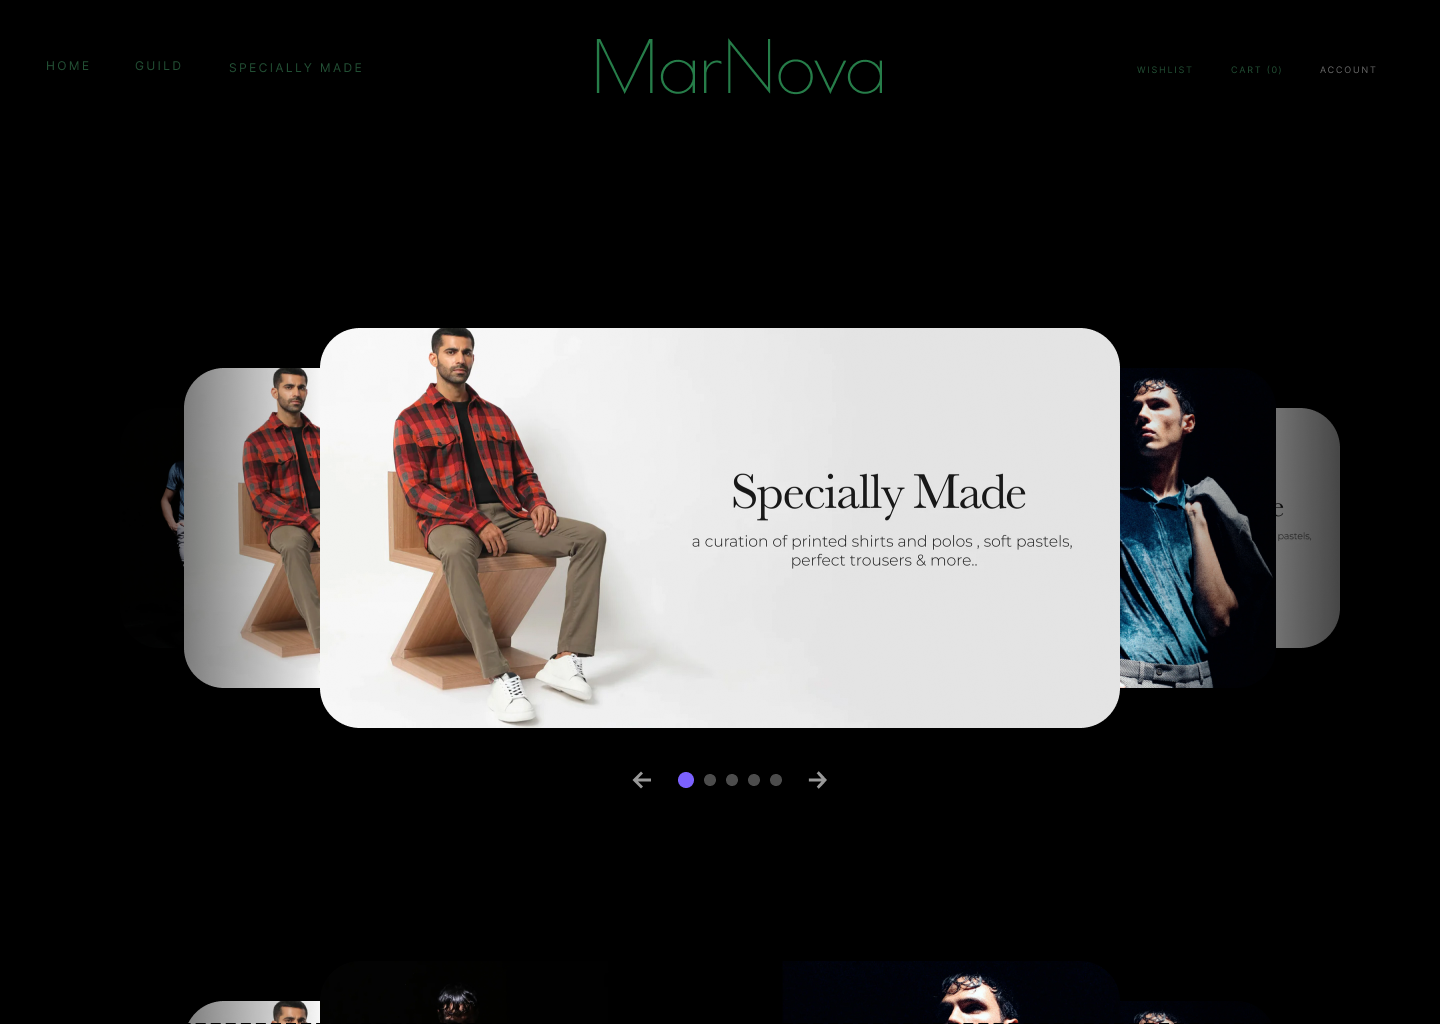 HOME GUILD SPECIALLY MADE MarNova WISHLIST CART (0) ACCOUNT
Specially Made
a curation of printed shirts and polos , soft pastels,
perfect trousers & more..
e
pastels,